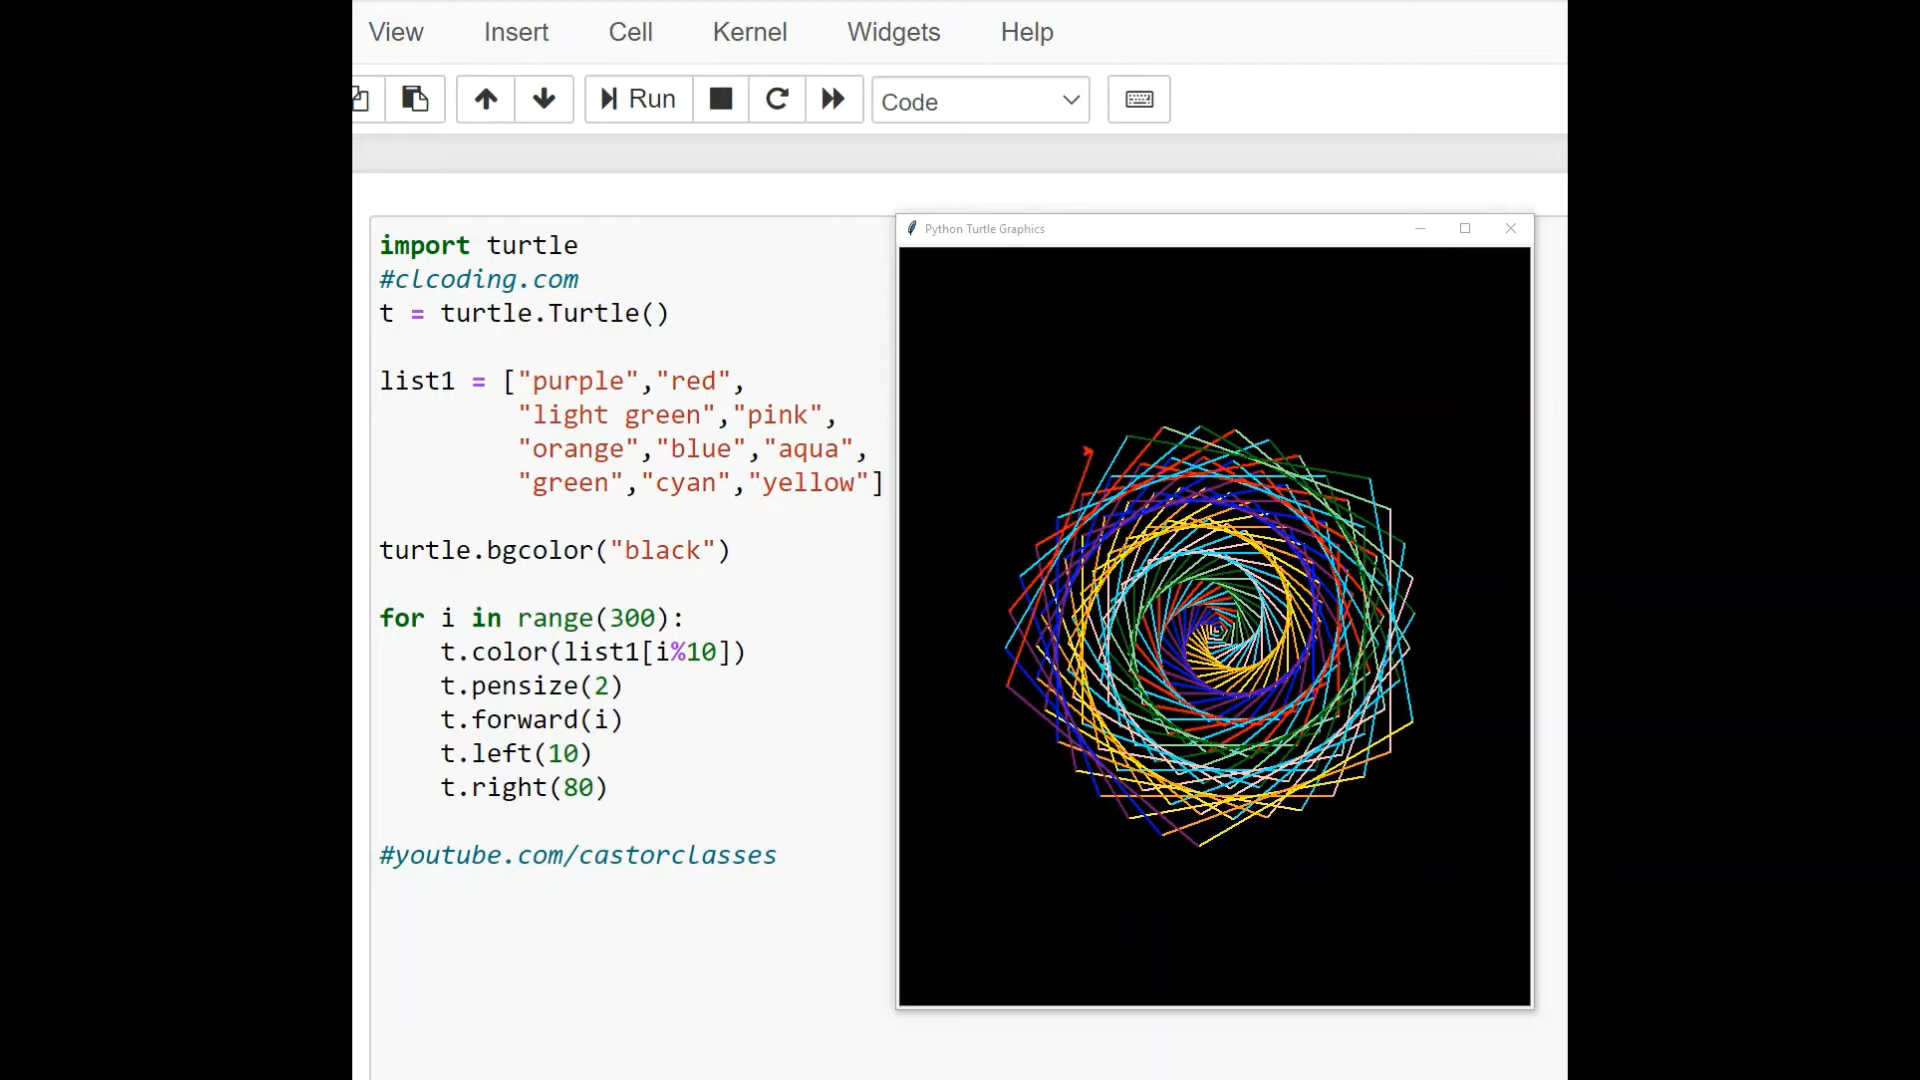 View Insert Cell Kernel Widgets Help
Run Code
Python Turtle Graphics
import turtle
#clcoding.com
t = turtle.Turtle()
list1 = ["purple","red",
"light green","pink",
"orange","blue","aqua",
"green","cyan","yellow"]
turtle.bgcolor("black")
for i in range(300):
t.color(list1[i%10])
t.pensize(2)
t.forward(i)
t.left(10)
t.right(80)
#youtube.com/castorclasses